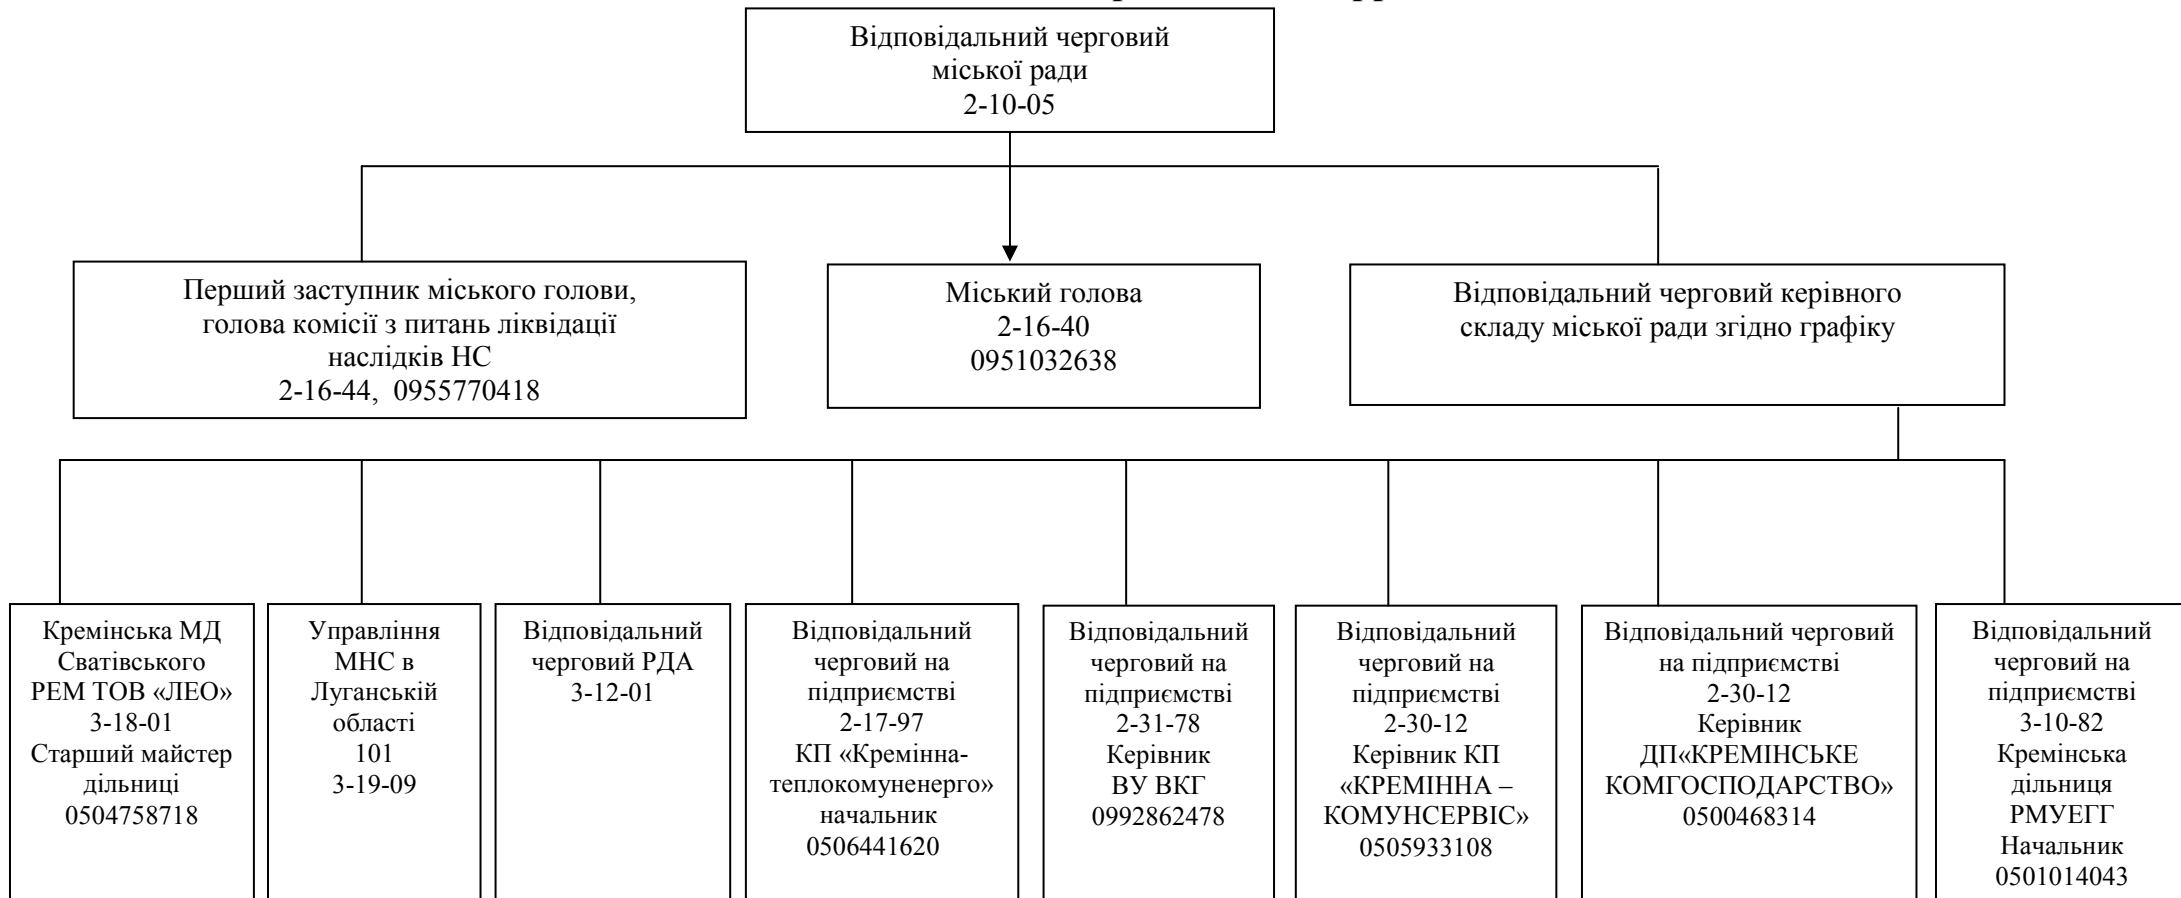 Відповідальний черговий
міської ради
2-10-05
Перший заступник міського голови,
голова комісії з питань ліквідації
наслідків НС
2-16-44, 0955770418
Міський голова
2-16-40
0951032638
Відповідальний черговий керівного
складу міської ради згідно графіку
Кремінська МД
Сватівського
РЕМ ТОВ «ЛЕО»
3-18-01
Старший майстер
дільниці
0504758718
Управління
МНС в
Луганській
області
101
3-19-09
Відповідальний
черговий РДА
3-12-01
Відповідальний
черговий на
підприємстві
2-17-97
КП «Кремінна-
теплокомуненерго»
начальник
0506441620
Відповідальний
черговий на
підприємстві
2-31-78
Керівник
ВУ ВКГ
0992862478
Відповідальний
черговий на
підприємстві
2-30-12
Керівник КП
«КРЕМІННА –
КОМУНСЕРВІС»
0505933108
Відповідальний черговий
на підприємстві
2-30-12
Керівник
ДП«КРЕМІНСЬКЕ
КОМГОСПОДАРСТВО»
0500468314
Відповідальний
черговий на
підприємстві
3-10-82
Кремінська
дільниця
РМУЕГГ
Начальник
0501014043